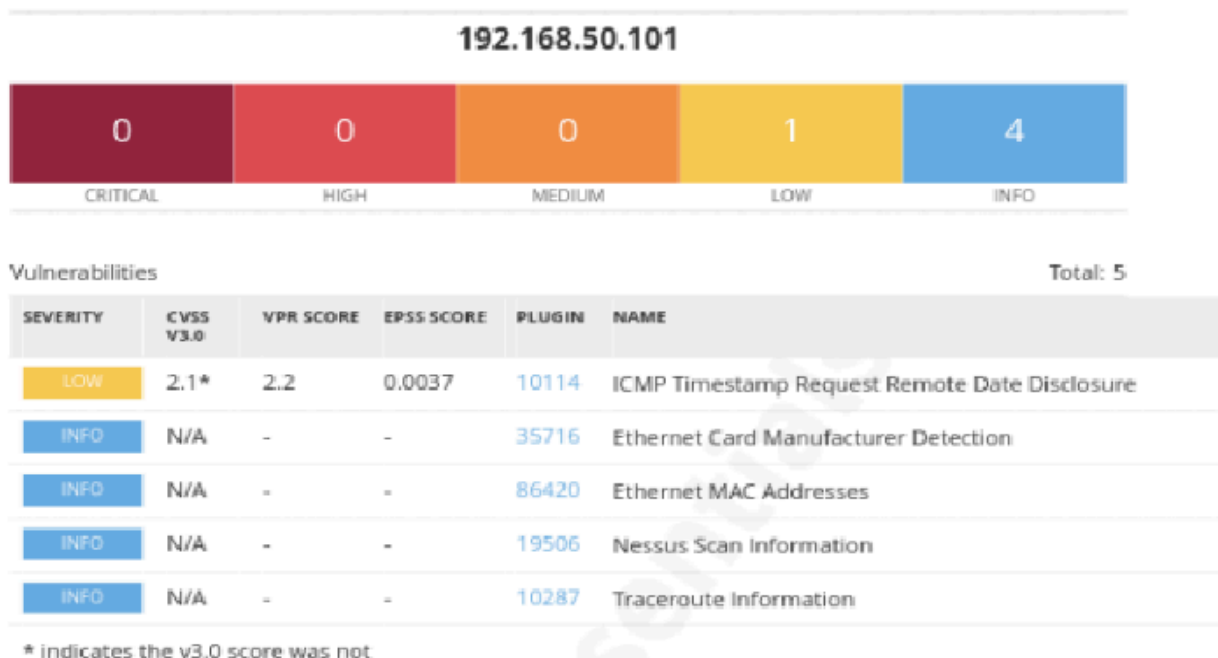 192.168.50.101
0 0 0 1 4
CRITICAL HIGH MEDIUM LOW INFO
Vulnerabilities Total: 5
SEVERITY CVSS V3.0 VPR SCORE EPSS SCORE PLUGIN NAME
LOW 2.1* 2.2 0.0037 10114 ICMP Timestamp Request Remote Date Disclosure
INFO N/A - - 35716 Ethernet Card Manufacturer Detection
INFO N/A - - 86420 Ethernet MAC Addresses
INFO N/A - - 19506 Nessus Scan Information
INFO N/A - - 10287 Traceroute Information
* indicates the v3.0 score was not
sentials